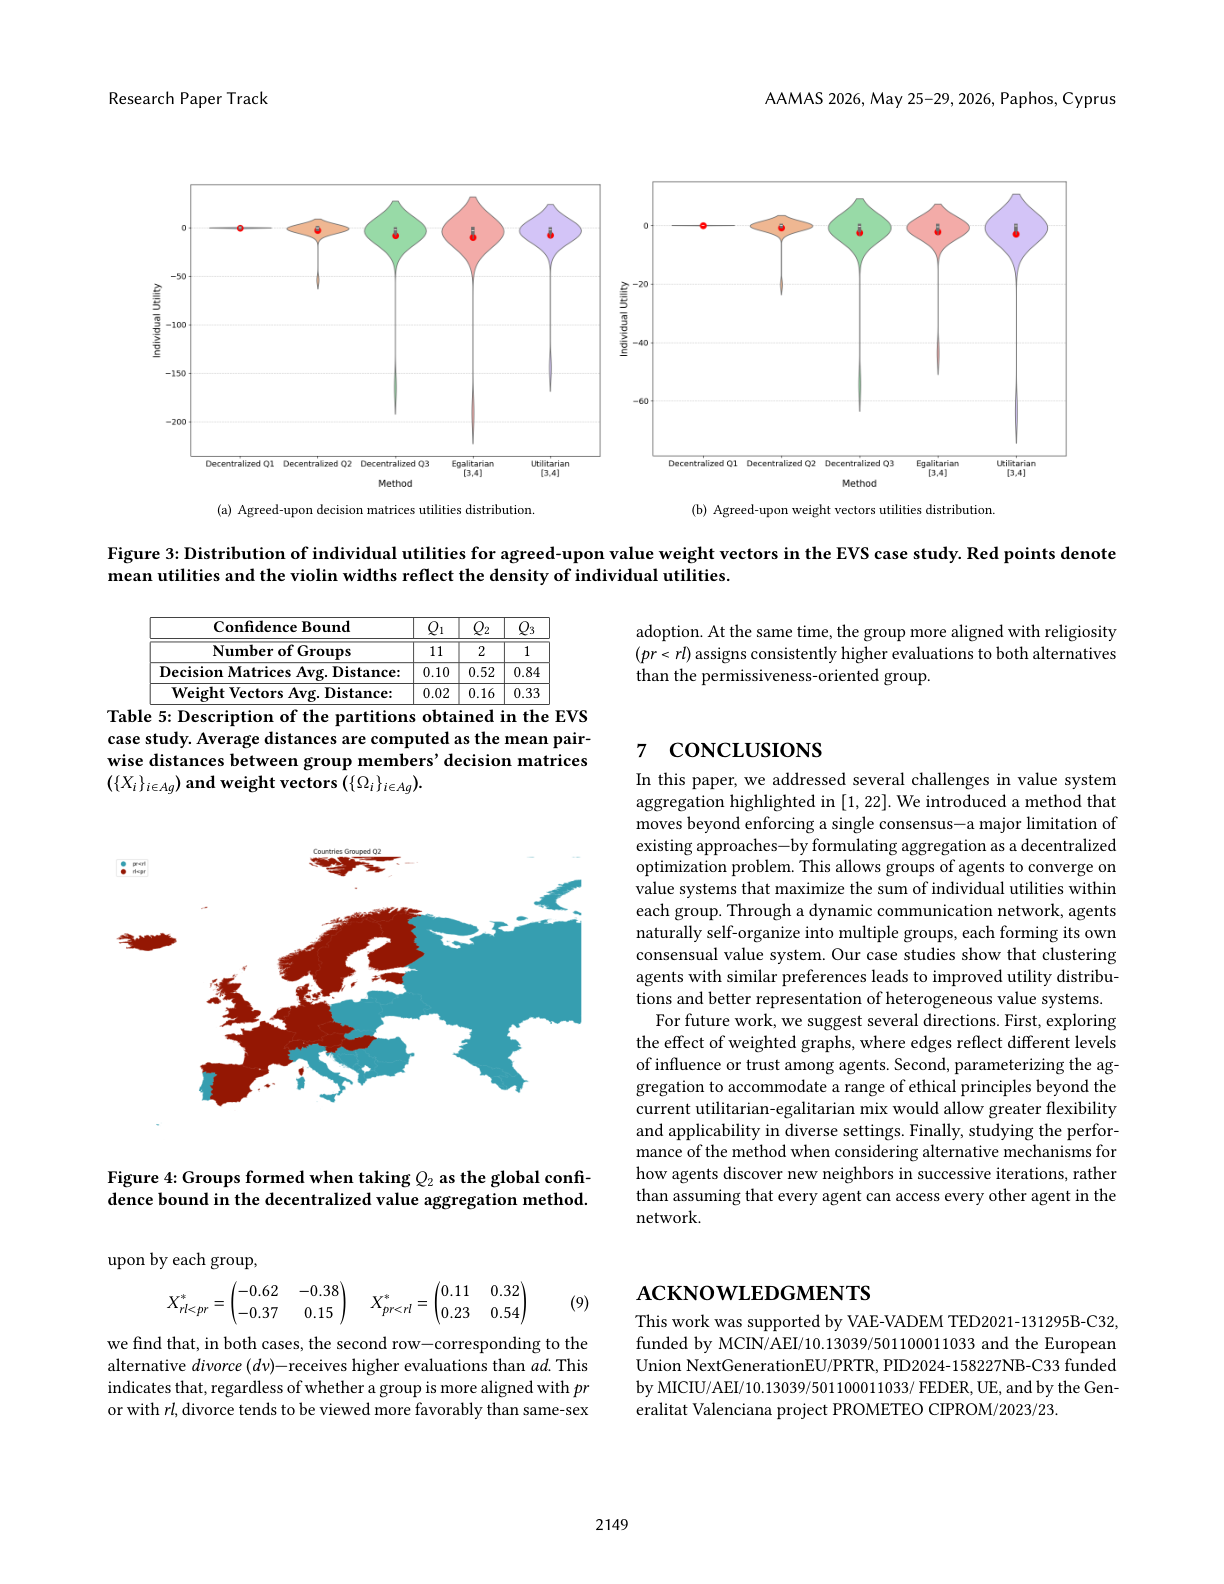 Research Paper Track
AAMAS 2026, May 25–29, 2026, Paphos, Cyprus
Individual Utility
0
−50
−100
−150
−200
Decentralized Q1
Decentralized Q2
Decentralized Q3
Egalitarian
[3,4]
Utilitarian
[3,4]
Method
(a) Agreed-upon decision matrices utilities distribution.
Individual Utility
0
−20
−40
−60
Decentralized Q1
Decentralized Q2
Decentralized Q3
Egalitarian
[3,4]
Utilitarian
[3,4]
Method
(b) Agreed-upon weight vectors utilities distribution.
Figure 3: Distribution of individual utilities for agreed-upon value weight vectors in the EVS case study. Red points denote
mean utilities and the violin widths reflect the density of individual utilities.
Confidence Bound Q1 Q2 Q3
Number of Groups 11 2 1
Decision Matrices Avg. Distance: 0.10 0.52 0.84
Weight Vectors Avg. Distance: 0.02 0.16 0.33
Table 5: Description of the partitions obtained in the EVS
case study. Average distances are computed as the mean pair-
wise distances between group members' decision matrices
({X_i}_{i∈Ag}) and weight vectors ({Ω_i}_{i∈Ag}).
Countries Grouped Q2
pr<rl
rl<pr
Figure 4: Groups formed when taking Q2 as the global confi-
dence bound in the decentralized value aggregation method.
upon by each group,
X*_{rl<pr} = (−0.62 −0.38; −0.37 0.15) X*_{pr<rl} = (0.11 0.32; 0.23 0.54) (9)
we find that, in both cases, the second row—corresponding to the
alternative divorce (dv)—receives higher evaluations than ad. This
indicates that, regardless of whether a group is more aligned with pr
or with rl, divorce tends to be viewed more favorably than same-sex
adoption. At the same time, the group more aligned with religiosity
(pr < rl) assigns consistently higher evaluations to both alternatives
than the permissiveness-oriented group.
7 CONCLUSIONS
In this paper, we addressed several challenges in value system
aggregation highlighted in [1, 22]. We introduced a method that
moves beyond enforcing a single consensus—a major limitation of
existing approaches—by formulating aggregation as a decentralized
optimization problem. This allows groups of agents to converge on
value systems that maximize the sum of individual utilities within
each group. Through a dynamic communication network, agents
naturally self-organize into multiple groups, each forming its own
consensual value system. Our case studies show that clustering
agents with similar preferences leads to improved utility distribu-
tions and better representation of heterogeneous value systems.
For future work, we suggest several directions. First, exploring
the effect of weighted graphs, where edges reflect different levels
of influence or trust among agents. Second, parameterizing the ag-
gregation to accommodate a range of ethical principles beyond the
current utilitarian-egalitarian mix would allow greater flexibility
and applicability in diverse settings. Finally, studying the perfor-
mance of the method when considering alternative mechanisms for
how agents discover new neighbors in successive iterations, rather
than assuming that every agent can access every other agent in the
network.
ACKNOWLEDGMENTS
This work was supported by VAE-VADEM TED2021-131295B-C32,
funded by MCIN/AEI/10.13039/501100011033 and the European
Union NextGenerationEU/PRTR, PID2024-158227NB-C33 funded
by MICIU/AEI/10.13039/501100011033/ FEDER, UE, and by the Gen-
eralitat Valenciana project PROMETEO CIPROM/2023/23.
2149